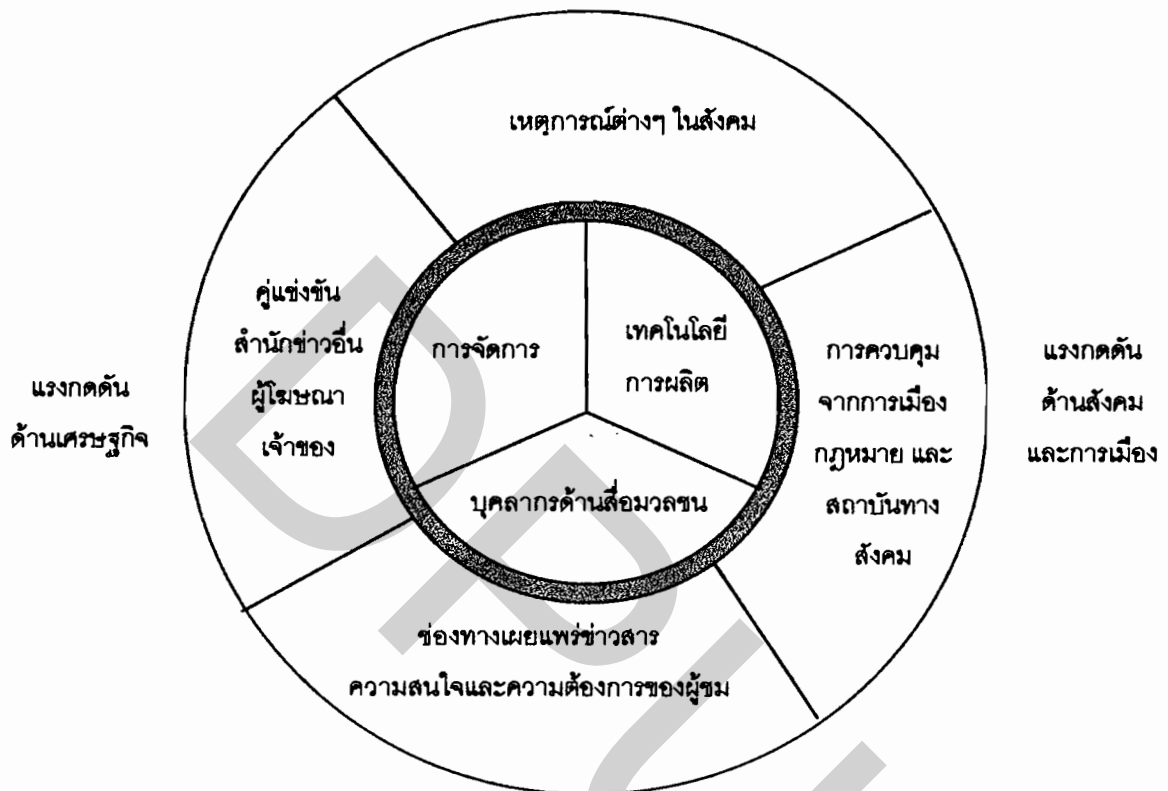 เหตุการณ์ต่างๆ ในสังคม
แรงกดดัน
ด้านเศรษฐกิจ
คู่แข่งขัน
สำนักข่าวอื่น
ผู้โฆษณา
เจ้าของ
การจัดการ
เทคโนโลยี
การผลิต
บุคลากรด้านสื่อมวลชน
การควบคุม
จากการเมือง
กฎหมาย และ
สถาบันทาง
สังคม
แรงกดดัน
ด้านสังคม
และการเมือง
ช่องทางเผยแพร่ข่าวสาร
ความสนใจและความต้องการของผู้ชม
DPU